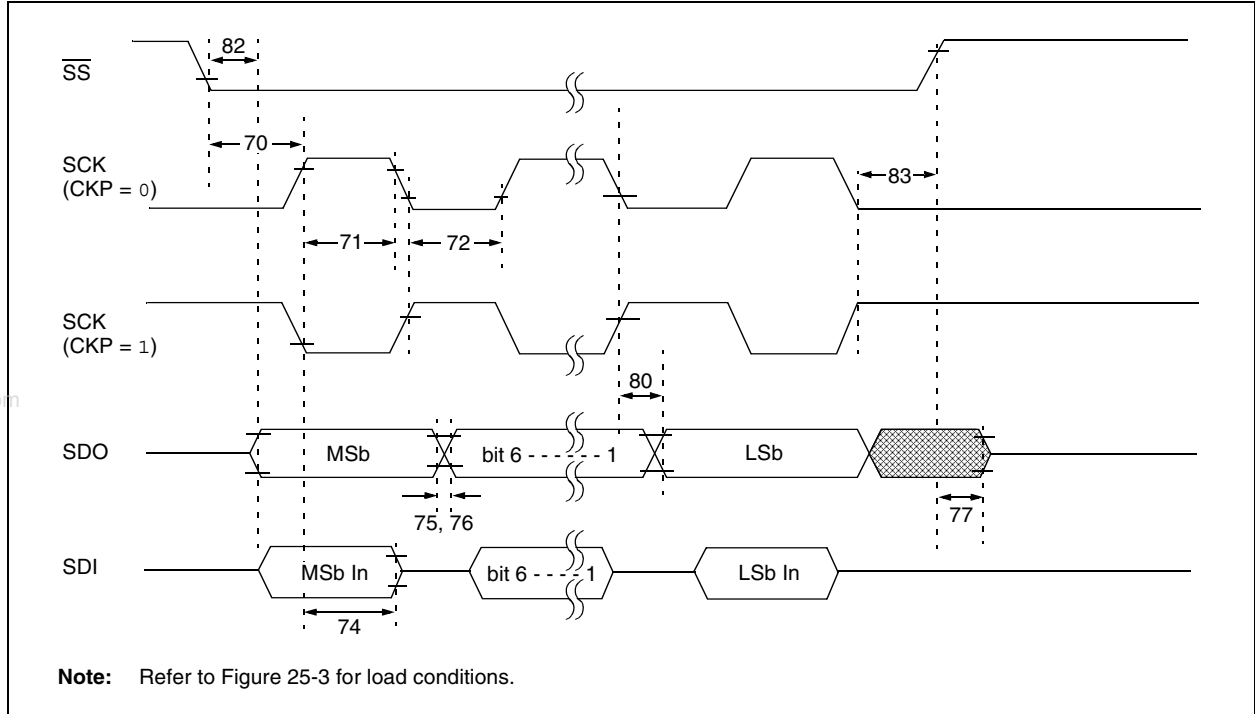 82
SS
70
SCK
(CKP = 0)
83
71
72
SCK
(CKP = 1)
80
om
SDO
MSb
bit 6 - - - - - - 1
LSb
75, 76
77
SDI
MSb In
bit 6 - - - - 1
LSb In
74
Note: Refer to Figure 25-3 for load conditions.